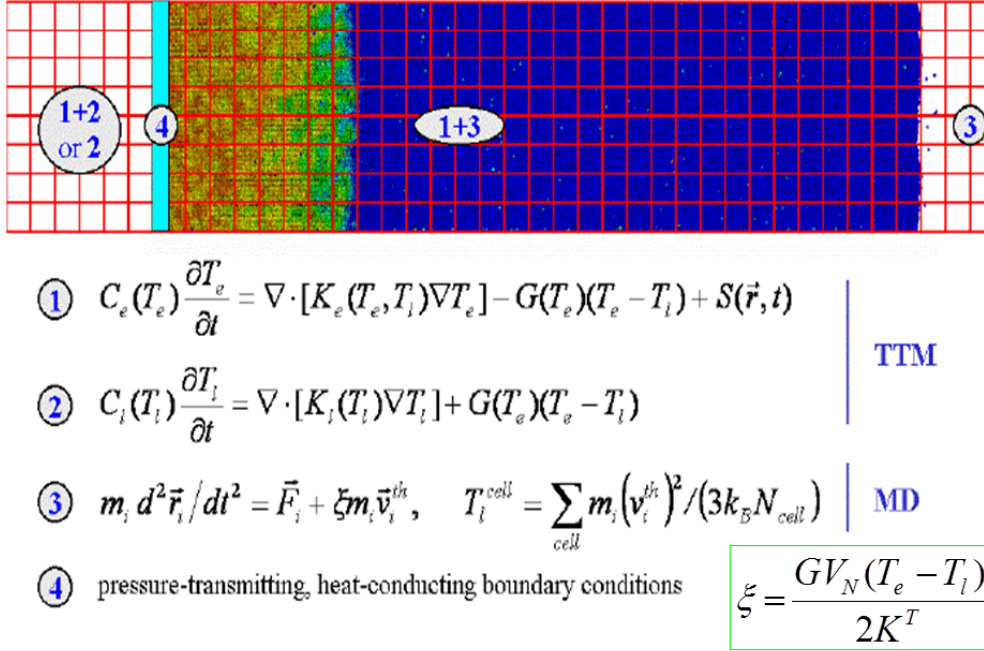 1+2
or 2
4
1+3
3
1 C_e(T_e) ∂T_e/∂t = ∇·[K_e(T_e,T_l)∇T_e] − G(T_e)(T_e − T_l) + S(r⃗,t)
TTM
2 C_l(T_l) ∂T_l/∂t = ∇·[K_l(T_l)∇T_l] + G(T_e)(T_e − T_l)
3 m_i d²r⃗_i/dt² = F⃗_i + ξm_i v⃗_i^th, T_l^cell = ∑_cell m_i(v_i^th)²/(3k_B N_cell)
MD
4 pressure-transmitting, heat-conducting boundary conditions
ξ = GV_N(T_e − T_l) / 2K^T